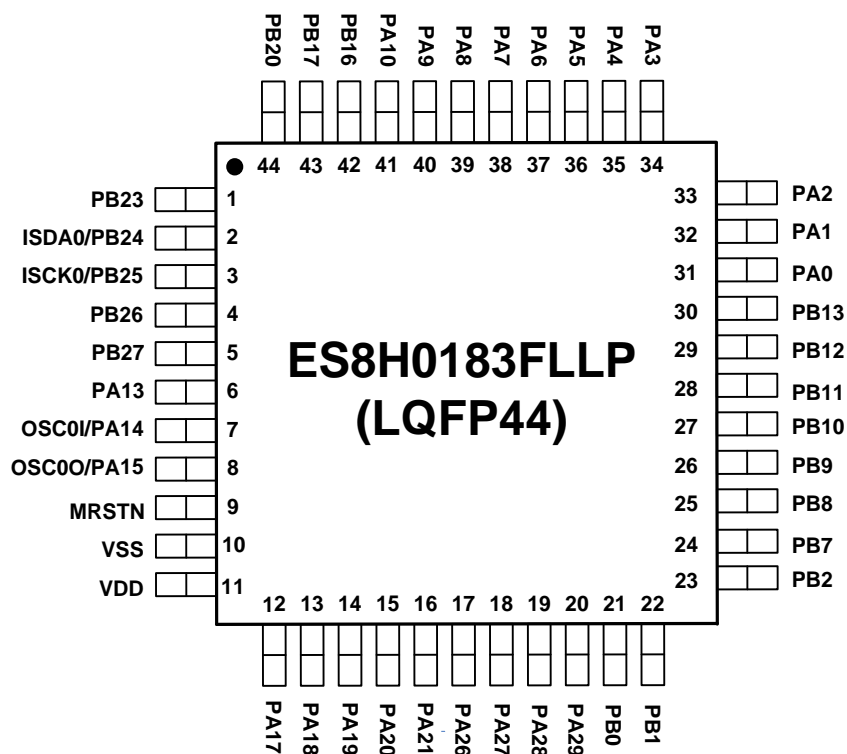 PB20 PB17 PB16 PA10 PA9 PA8 PA7 PA6 PA5 PA4 PA3
44 43 42 41 40 39 38 37 36 35 34
PB23 1
ISDA0/PB24 2
ISCK0/PB25 3
PB26 4
PB27 5
PA13 6
OSC0I/PA14 7
OSC0O/PA15 8
MRSTN 9
VSS 10
VDD 11
ES8H0183FLLP
(LQFP44)
33 PA2
32 PA1
31 PA0
30 PB13
29 PB12
28 PB11
27 PB10
26 PB9
25 PB8
24 PB7
23 PB2
12 13 14 15 16 17 18 19 20 21 22
PA17 PA18 PA19 PA20 PA21 PA26 PA27 PA28 PA29 PB0 PB1